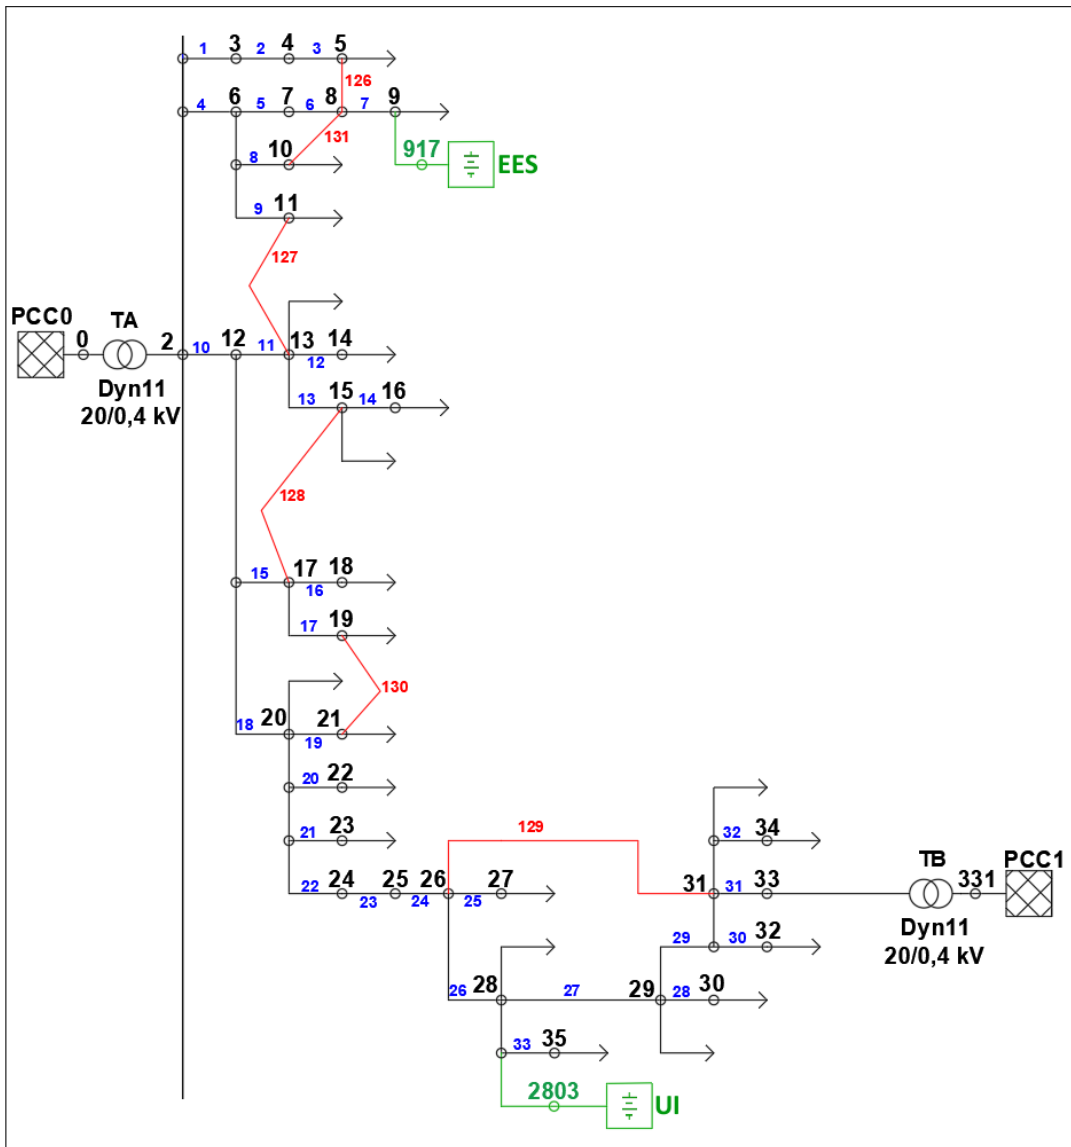 1 3 2 4 3 5
126
4 6 5 7 6 8 7 9
131
8 10
917 EES
9 11
127
PCC0 0 TA 2 10 12 11 13 12 14
Dyn11
20/0,4 kV
13 15 14 16
128
15 17 16 18
17 19
130
18 20 19 21
20 22
21 23
129
32 34
22 24 23 25 24 26 25 27
31 31 33 TB 331 PCC1
Dyn11
20/0,4 kV
29 30 32
26 28 27 29 28 30
33 35
2803 UI